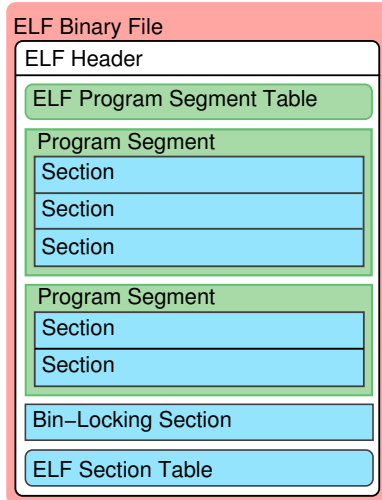 ELF Binary File
ELF Header
ELF Program Segment Table
Program Segment
Section
Section
Section
Program Segment
Section
Section
Bin−Locking Section
ELF Section Table